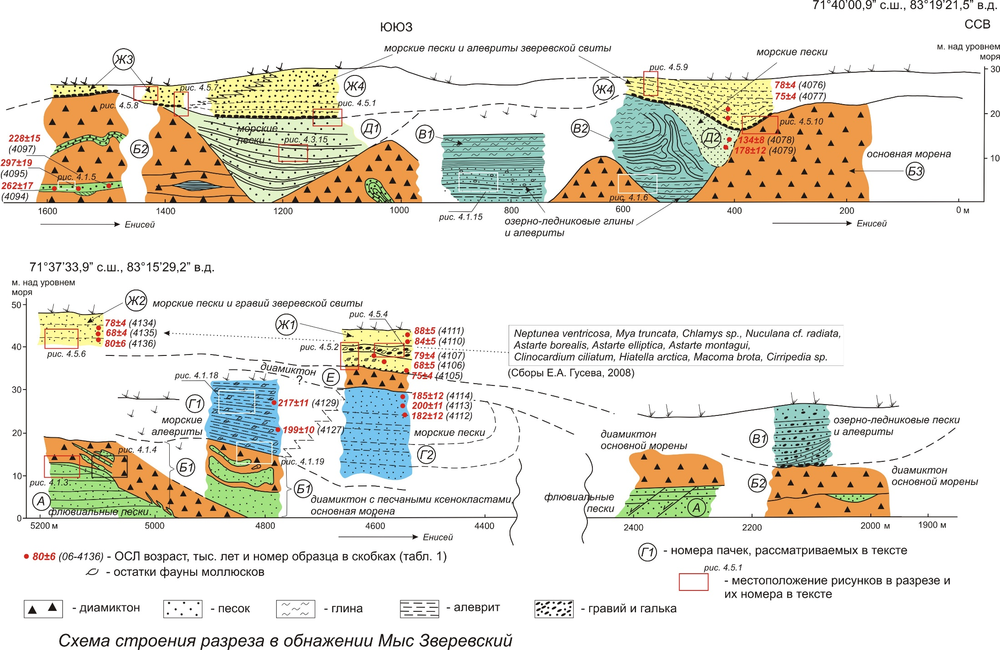 71°40’00,9” с.ш., 83°19’21,5” в.д.
ЮЮЗ
ССВ
м. над уровнем
моря
морские пески и алевриты зверевской свиты
морские пески
Ж3
рис. 4.5.9
30
рис. 4.5.7
Ж4
Ж4
78±4 (4076)
75±4 (4077)
рис. 4.5.8
рис. 4.5.1
20
рис. 4.5.10
морские
пески
Д1
В1
В2
Д2
228±15
(4097)
Б2
рис. 4.3.15
134±8 (4078)
178±12 (4079)
основная морена
10
297±19
(4095)
рис. 4.1.5
Б3
262±17
(4094)
рис. 4.1.6
1600
1400
1200
1000
800
600
400
200
0 м
рис. 4.1.15
озерно-ледниковые глины
и алевриты
Енисей
Енисей
71°37’33,9” с.ш., 83°15’29,2” в.д.
м. над уровнем
моря
50
Ж2
морские пески и гравий зверевской свиты
рис. 4.5.4
Ж1
78±4 (4134)
68±4 (4135)
80±6 (4136)
88±5 (4111)
84±5 (4110)
Neptunea ventricosa, Mya truncata, Chlamys sp., Nuculana cf. radiata,
Astarte borealis, Astarte elliptica, Astarte montagui,
Clinocardium ciliatum, Hiatella arctica, Macoma brota, Cirripedia sp.
(Сборы Е.А. Гусева, 2008)
40
рис. 4.5.6
рис. 4.5.2
79±4 (4107)
68±5 (4106)
75±4 (4105)
диамиктон
?
Е
рис. 4.1.18
30
Г1
217±11 (4129)
185±12 (4114)
200±11 (4113)
182±12 (4112)
морские
алевриты
199±10 (4127)
морские пески
20
диамиктон
основной морены
В1
озерно-ледниковые пески
и алевриты
рис. 4.1.4
Г2
рис. 4.1.19
Б1
10
рис. 4.1.3
Б1
Б2
диамиктон
основной морены
А
флювиальные пески
диамиктон с песчаными ксенокластами,
основная морена
флювиальные
пески
А
0
5200 м
5000
4800
4600
4400
2400
2200
2000 м
1900 м
Енисей
80±6 (06-4136) - ОСЛ возраст, тыс. лет и номер образца в скобках (табл. 1)
- остатки фауны моллюсков
Г1 - номера пачек, рассматриваемых в тексте
рис. 4.5.1
- местоположение рисунков в разрезе и
их номера в тексте
- диамиктон
- песок
- глина
- алеврит
- гравий и галька
Схема строения разреза в обнажении Мыс Зверевский